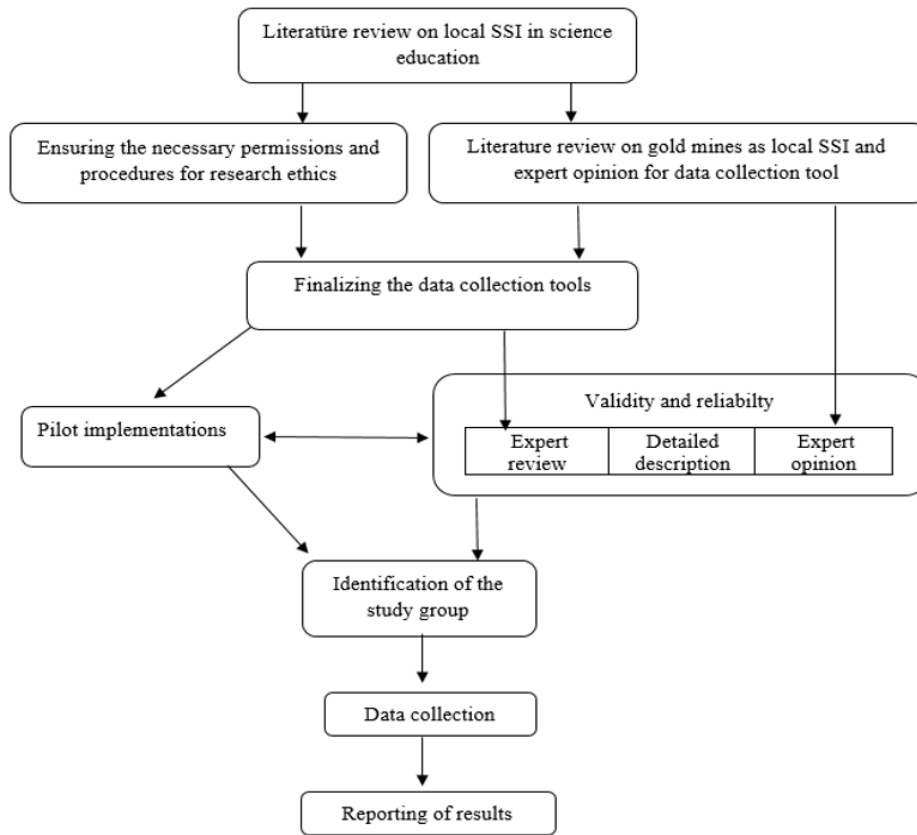 Literatüre review on local SSI in science
education
Ensuring the necessary permissions and
procedures for research ethics
Literature review on gold mines as local SSI and
expert opinion for data collection tool
Finalizing the data collection tools
Pilot implementations
Validity and reliabilty
Expert
review
Detailed
description
Expert
opinion
Identification of the
study group
Data collection
Reporting of results